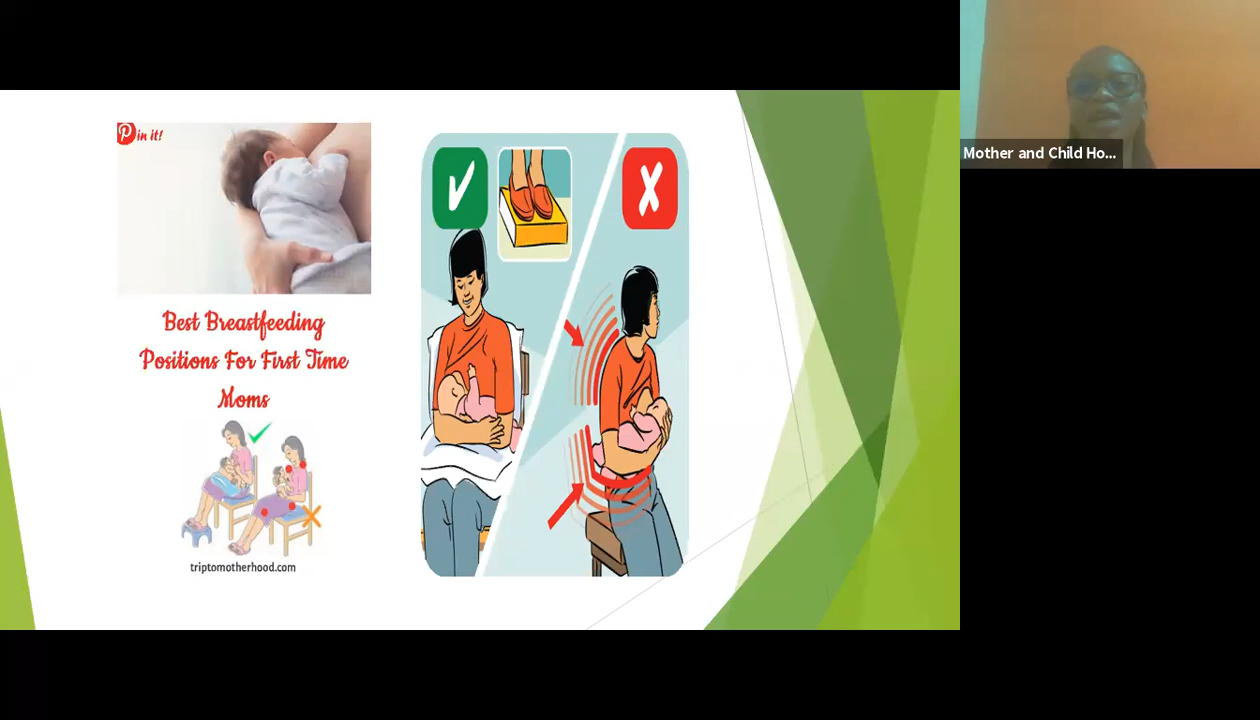 Pin it!
Best Breastfeeding
Positions For First Time
Moms
triptomotherhood.com
Mother and Child Ho...